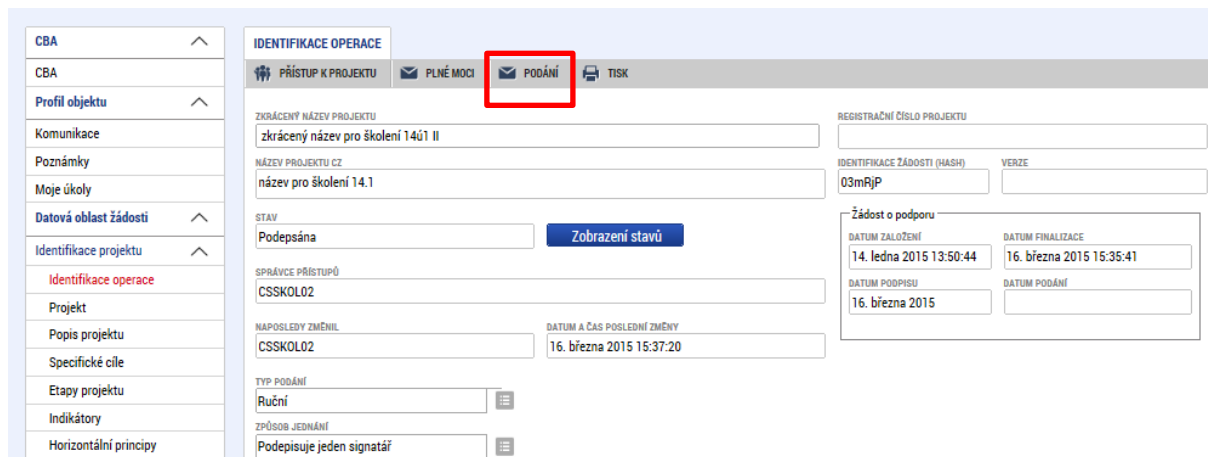 CBA
CBA
Profil objektu
Komunikace
Poznámky
Moje úkoly
Datová oblast žádosti
Identifikace projektu
Identifikace operace
Projekt
Popis projektu
Specifické cíle
Etapy projektu
Indikátory
Horizontální principy
IDENTIFIKACE OPERACE
PŘÍSTUP K PROJEKTU PLNÉ MOCI PODÁNÍ TISK
ZKRÁCENÝ NÁZEV PROJEKTU
zkrácený název pro školení 14ú1 II
REGISTRAČNÍ ČÍSLO PROJEKTU
NÁZEV PROJEKTU CZ
název pro školení 14.1
IDENTIFIKACE ŽÁDOSTI (HASH) VERZE
03mRjP
STAV
Podepsána
Zobrazení stavů
Žádost o podporu
DATUM ZALOŽENÍ DATUM FINALIZACE
14. ledna 2015 13:50:44 16. března 2015 15:35:41
DATUM PODPISU DATUM PODÁNÍ
16. března 2015
SPRÁVCE PŘÍSTUPŮ
CSSKOL02
NAPOSLEDY ZMĚNIL DATUM A ČAS POSLEDNÍ ZMĚNY
CSSKOL02 16. března 2015 15:37:20
TYP PODÁNÍ
Ruční
ZPŮSOB JEDNÁNÍ
Podepisuje jeden signatář